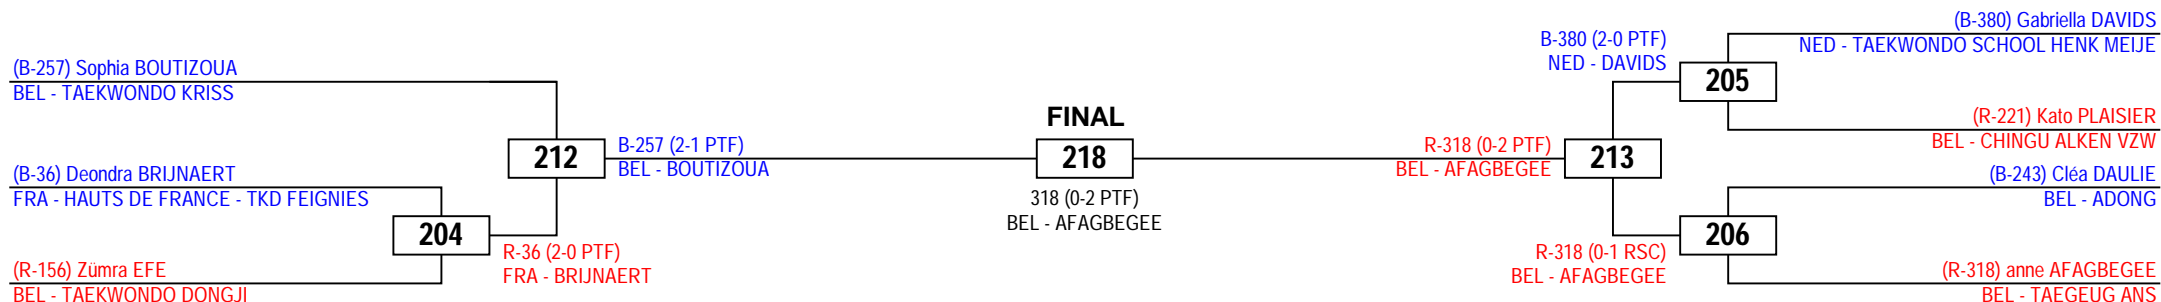 (B-257) Sophia BOUTIZOUA
BEL - TAEKWONDO KRISS
(B-36) Deondra BRIJNAERT
FRA - HAUTS DE FRANCE - TKD FEIGNIES
(R-156) Zümra EFE
BEL - TAEKWONDO DONGJI
204
R-36 (2-0 PTF)
FRA - BRIJNAERT
212
B-257 (2-1 PTF)
BEL - BOUTIZOUA
FINAL
218
318 (0-2 PTF)
BEL - AFAGBEGEE
R-318 (0-2 PTF)
BEL - AFAGBEGEE
213
B-380 (2-0 PTF)
NED - DAVIDS
205
R-318 (0-1 RSC)
BEL - AFAGBEGEE
206
(B-380) Gabriella DAVIDS
NED - TAEKWONDO SCHOOL HENK MEIJE
(R-221) Kato PLAISIER
BEL - CHINGU ALKEN VZW
(B-243) Cléa DAULIE
BEL - ADONG
(R-318) anne AFAGBEGEE
BEL - TAEGEUG ANS